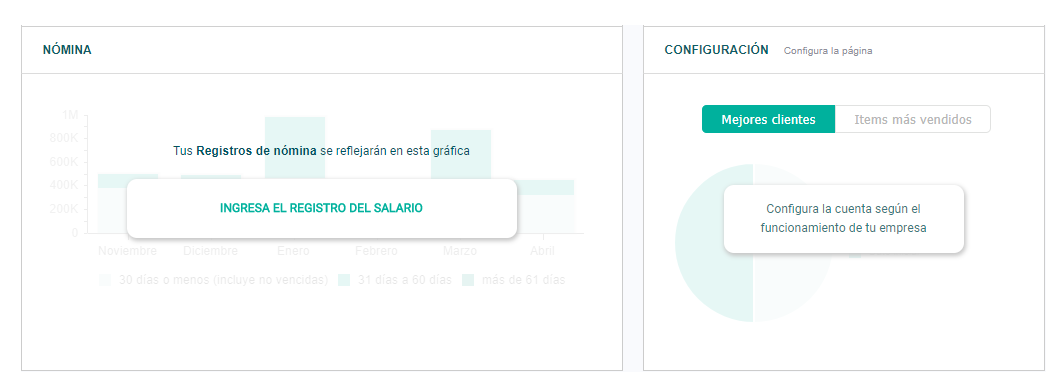 NÓMINA
Tus Registros de nómina se reflejarán en esta gráfica
INGRESA EL REGISTRO DEL SALARIO
1M
800K
600K
400K
200K
0
Noviembre Diciembre Enero Febrero Marzo Abril
30 días o menos (incluye no vencidas) 31 días a 60 días más de 61 días
CONFIGURACIÓN Configura la página
Mejores clientes Items más vendidos
Configura la cuenta según el
funcionamiento de tu empresa